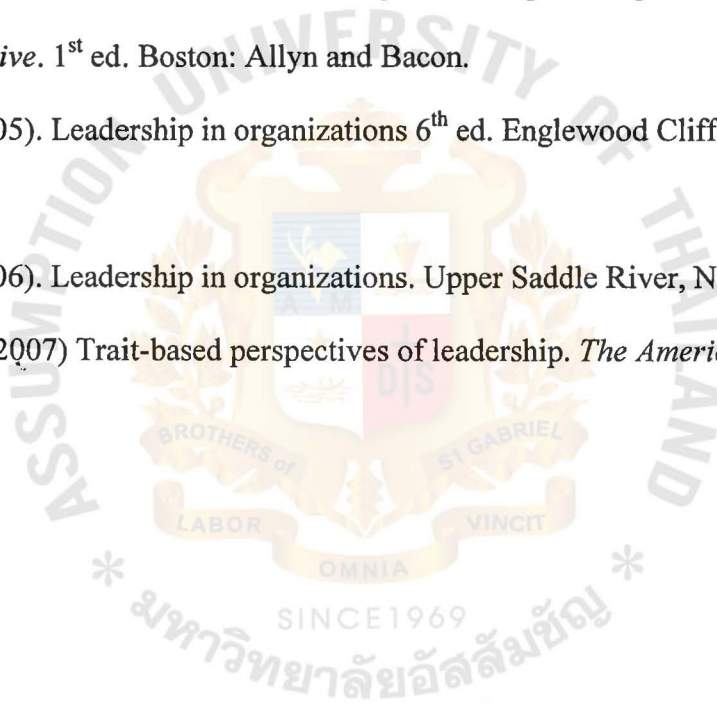 ive. 1st ed. Boston: Allyn and Bacon.
05). Leadership in organizations 6th ed. Englewood Cliff
06). Leadership in organizations. Upper Saddle River, N
2007) Trait-based perspectives of leadership. The Americ
ASSUMPTION UNIVERSITY OF THAILAND
A M
D S
BROTHERS of ST GABRIEL
LABOR VINCIT
OMNIA
SINCE1969
มหาวิทยาลัยอัสสัมชัญ